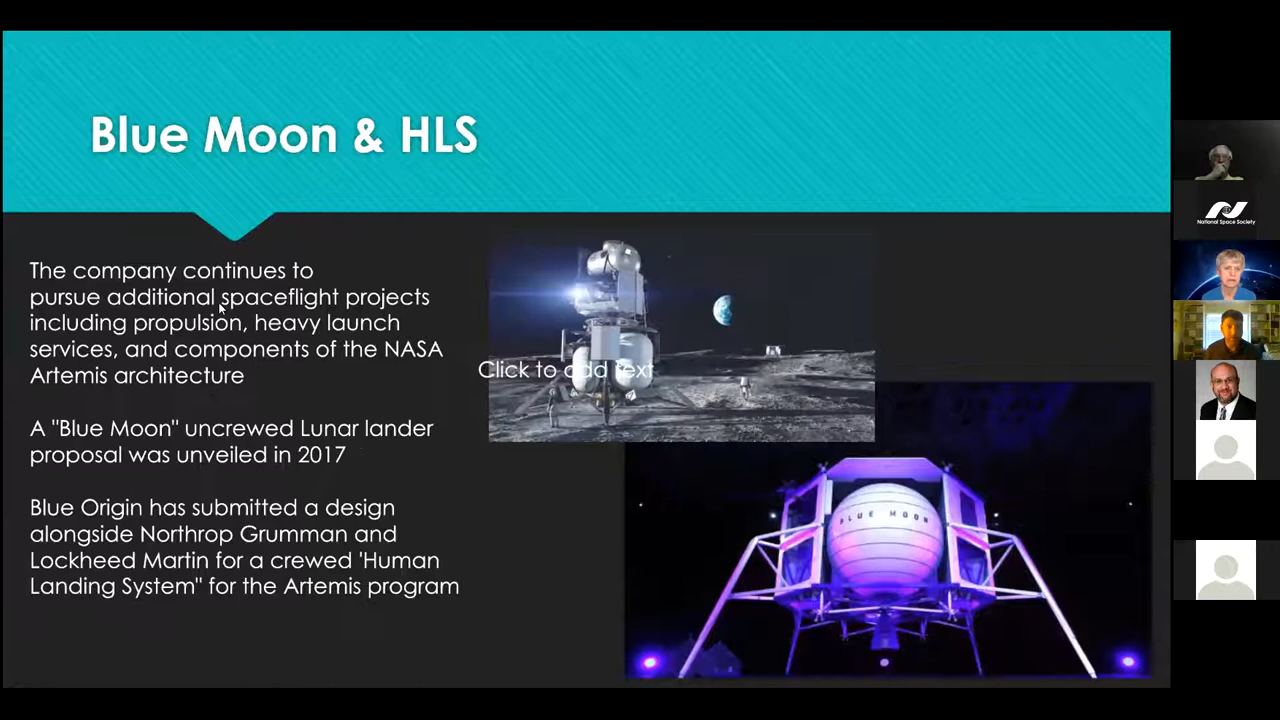 Blue Moon & HLS
The company continues to
pursue additional spaceflight projects
including propulsion, heavy launch
services, and components of the NASA
Artemis architecture
A "Blue Moon" uncrewed Lunar lander
proposal was unveiled in 2017
Blue Origin has submitted a design
alongside Northrop Grumman and
Lockheed Martin for a crewed 'Human
Landing System" for the Artemis program
Click to add text
BLUE MOON
National Space Society